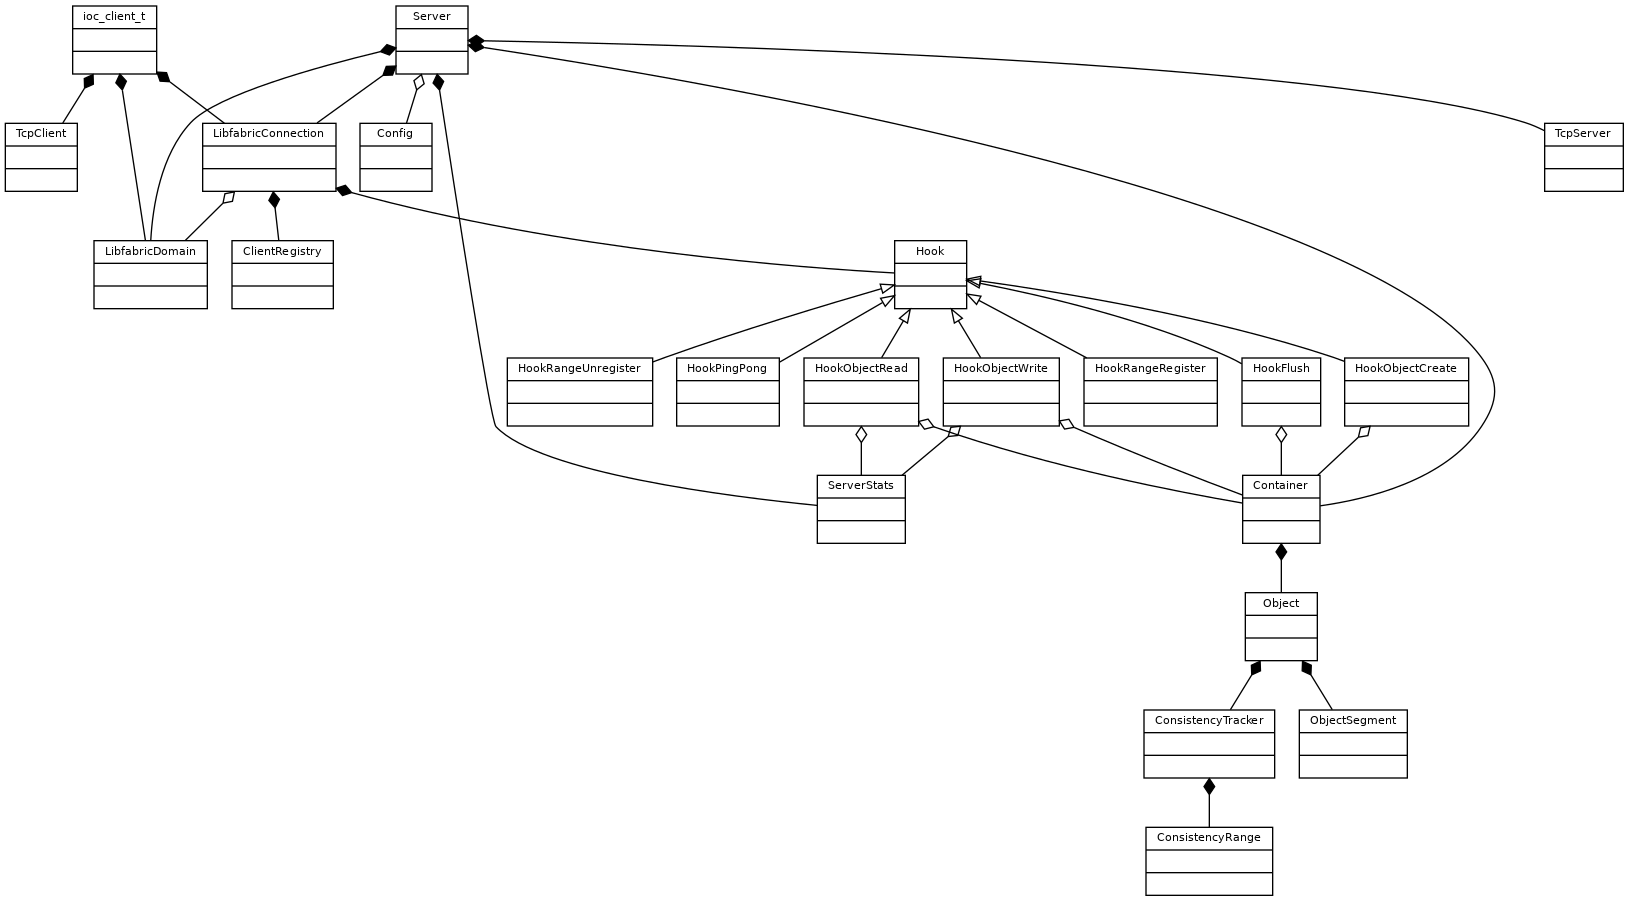 ioc_client_t
Server
TcpClient
LibfabricConnection
Config
TcpServer
LibfabricDomain
ClientRegistry
Hook
HookRangeUnregister
HookPingPong
HookObjectRead
HookObjectWrite
HookRangeRegister
HookFlush
HookObjectCreate
ServerStats
Container
Object
ConsistencyTracker
ObjectSegment
ConsistencyRange